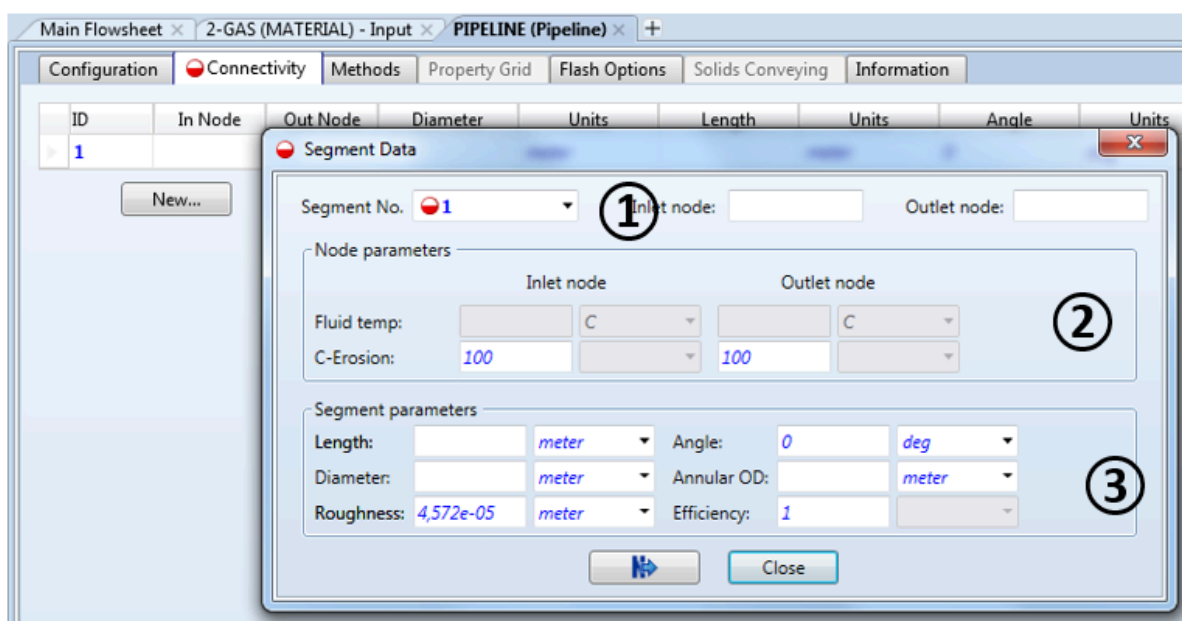 Main Flowsheet 2-GAS (MATERIAL) - Input PIPELINE (Pipeline)
Configuration Connectivity Methods Property Grid Flash Options Solids Conveying Information
ID In Node Out Node Diameter Units Length Units Angle Units
1
New...
Segment Data
Segment No. 1 1 Inlet node: Outlet node:
Node parameters
Inlet node Outlet node
Fluid temp: C C
2
C-Erosion: 100 100
Segment parameters
Length: meter Angle: 0 deg
Diameter: meter Annular OD: meter
3
Roughness: 4,572e-05 meter Efficiency: 1
Close